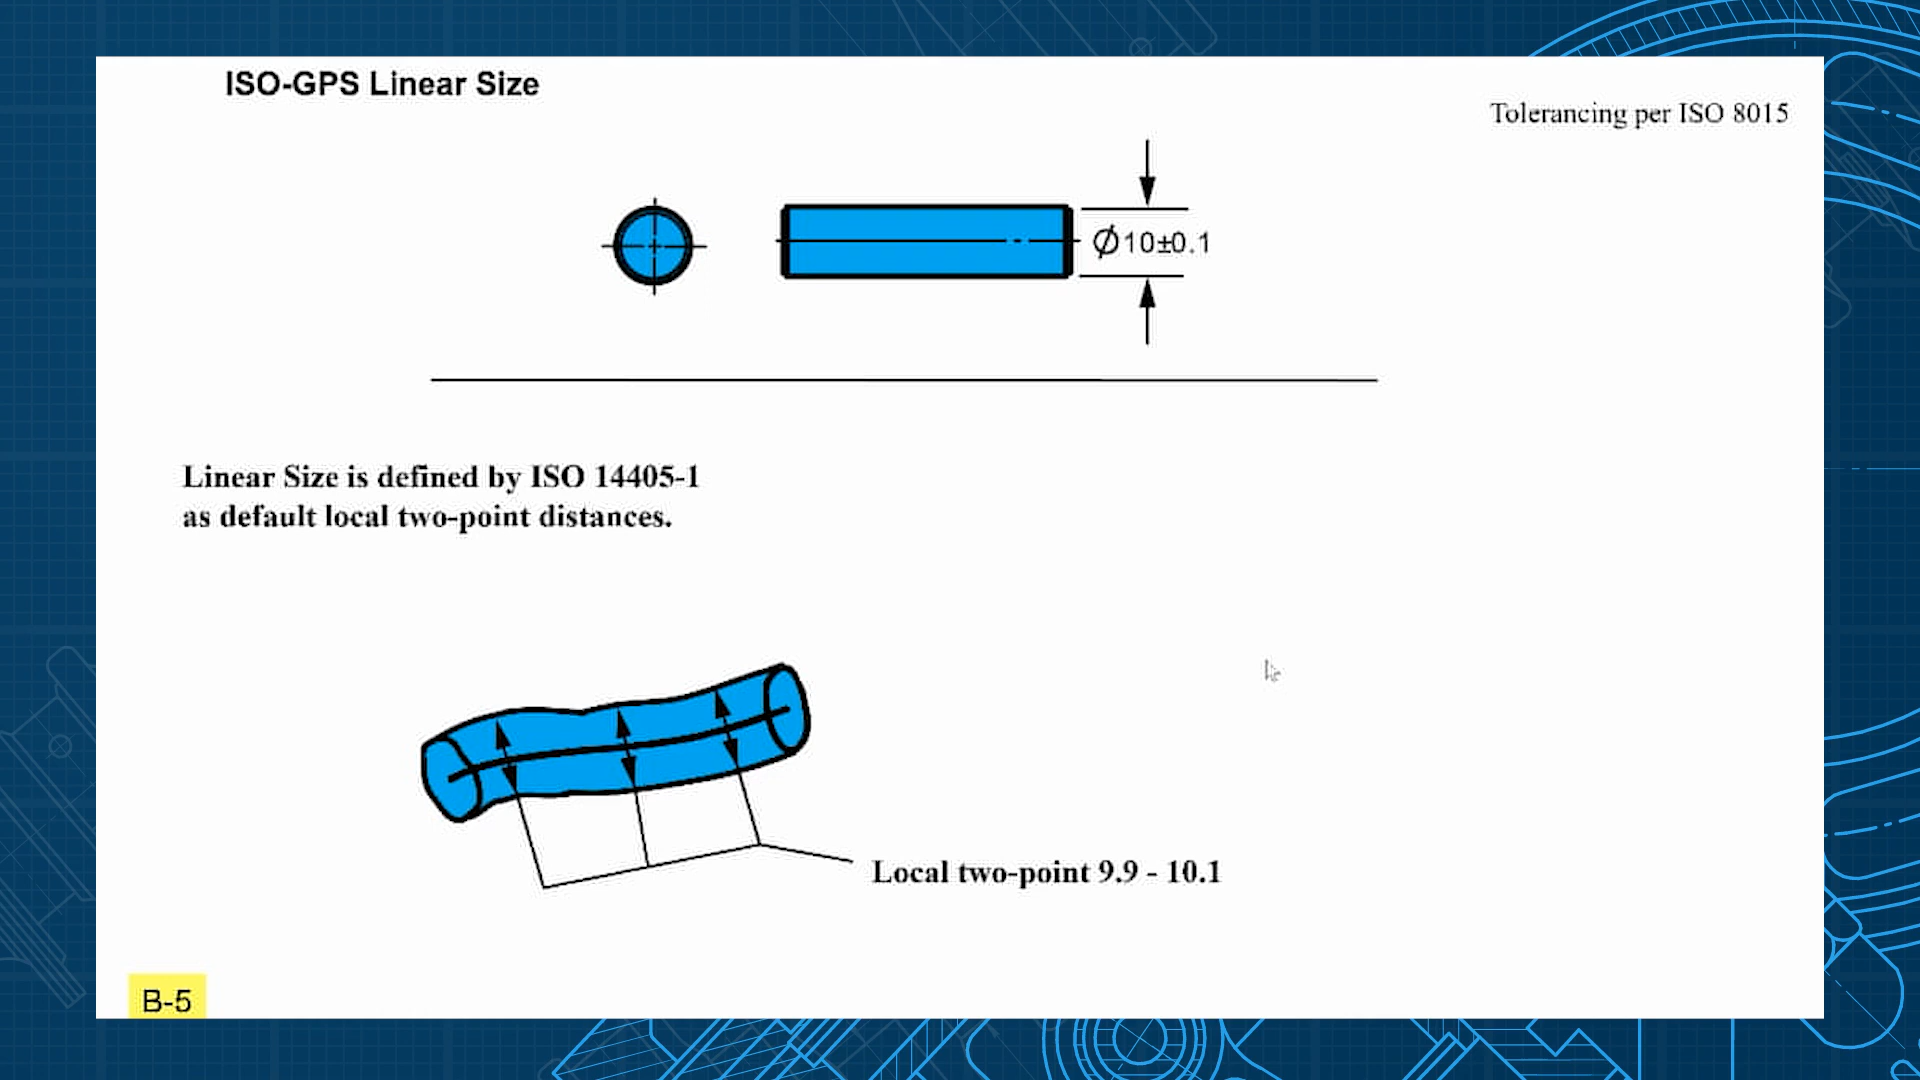 ISO-GPS Linear Size
Tolerancing per ISO 8015
Ø10±0.1
Linear Size is defined by ISO 14405-1
as default local two-point distances.
Local two-point 9.9 - 10.1
B-5